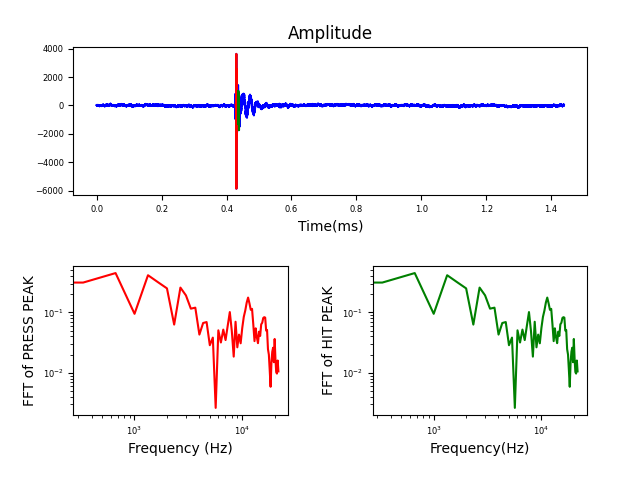 Amplitude
4000
2000
0
−2000
−4000
−6000
0.0 0.2 0.4 0.6 0.8 1.0 1.2 1.4
Time(ms)
FFT of PRESS PEAK
10⁻¹
10⁻²
10³ 10⁴
Frequency (Hz)
FFT of HIT PEAK
10⁻¹
10⁻²
10³ 10⁴
Frequency(Hz)